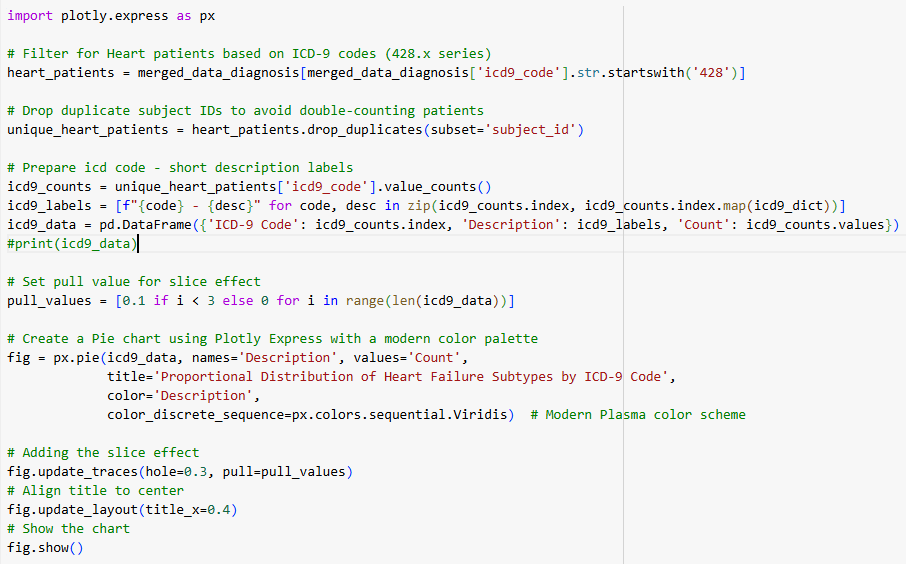 import plotly.express as px
# Filter for Heart patients based on ICD-9 codes (428.x series)
heart_patients = merged_data_diagnosis[merged_data_diagnosis['icd9_code'].str.startswith('428')]
# Drop duplicate subject IDs to avoid double-counting patients
unique_heart_patients = heart_patients.drop_duplicates(subset='subject_id')
# Prepare icd code - short description labels
icd9_counts = unique_heart_patients['icd9_code'].value_counts()
icd9_labels = [f"{code} - {desc}" for code, desc in zip(icd9_counts.index, icd9_counts.index.map(icd9_dict))]
icd9_data = pd.DataFrame({'ICD-9 Code': icd9_counts.index, 'Description': icd9_labels, 'Count': icd9_counts.values})
#print(icd9_data)
# Set pull value for slice effect
pull_values = [0.1 if i < 3 else 0 for i in range(len(icd9_data))]
# Create a Pie chart using Plotly Express with a modern color palette
fig = px.pie(icd9_data, names='Description', values='Count',
             title='Proportional Distribution of Heart Failure Subtypes by ICD-9 Code',
             color='Description',
             color_discrete_sequence=px.colors.sequential.Viridis)  # Modern Plasma color scheme
# Adding the slice effect
fig.update_traces(hole=0.3, pull=pull_values)
# Align title to center
fig.update_layout(title_x=0.4)
# Show the chart
fig.show()